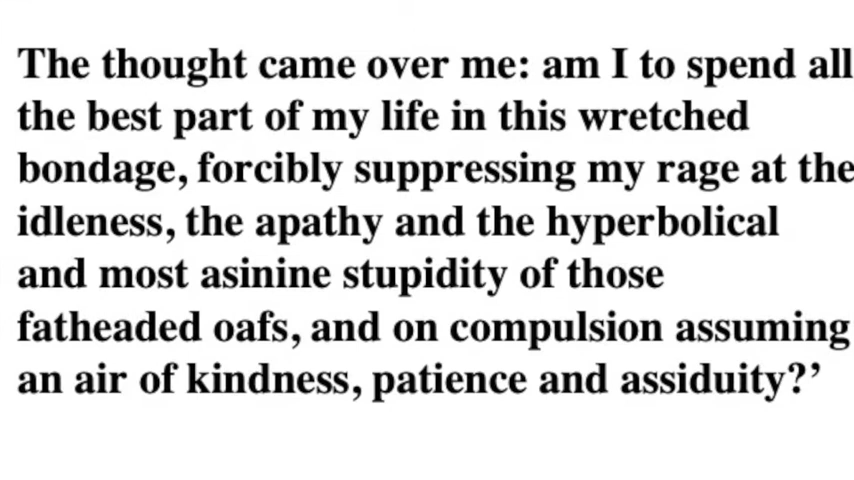 The thought came over me: am I to spend all
the best part of my life in this wretched
bondage, forcibly suppressing my rage at the
idleness, the apathy and the hyperbolical
and most asinine stupidity of those
fatheaded oafs, and on compulsion assuming
an air of kindness, patience and assiduity?’